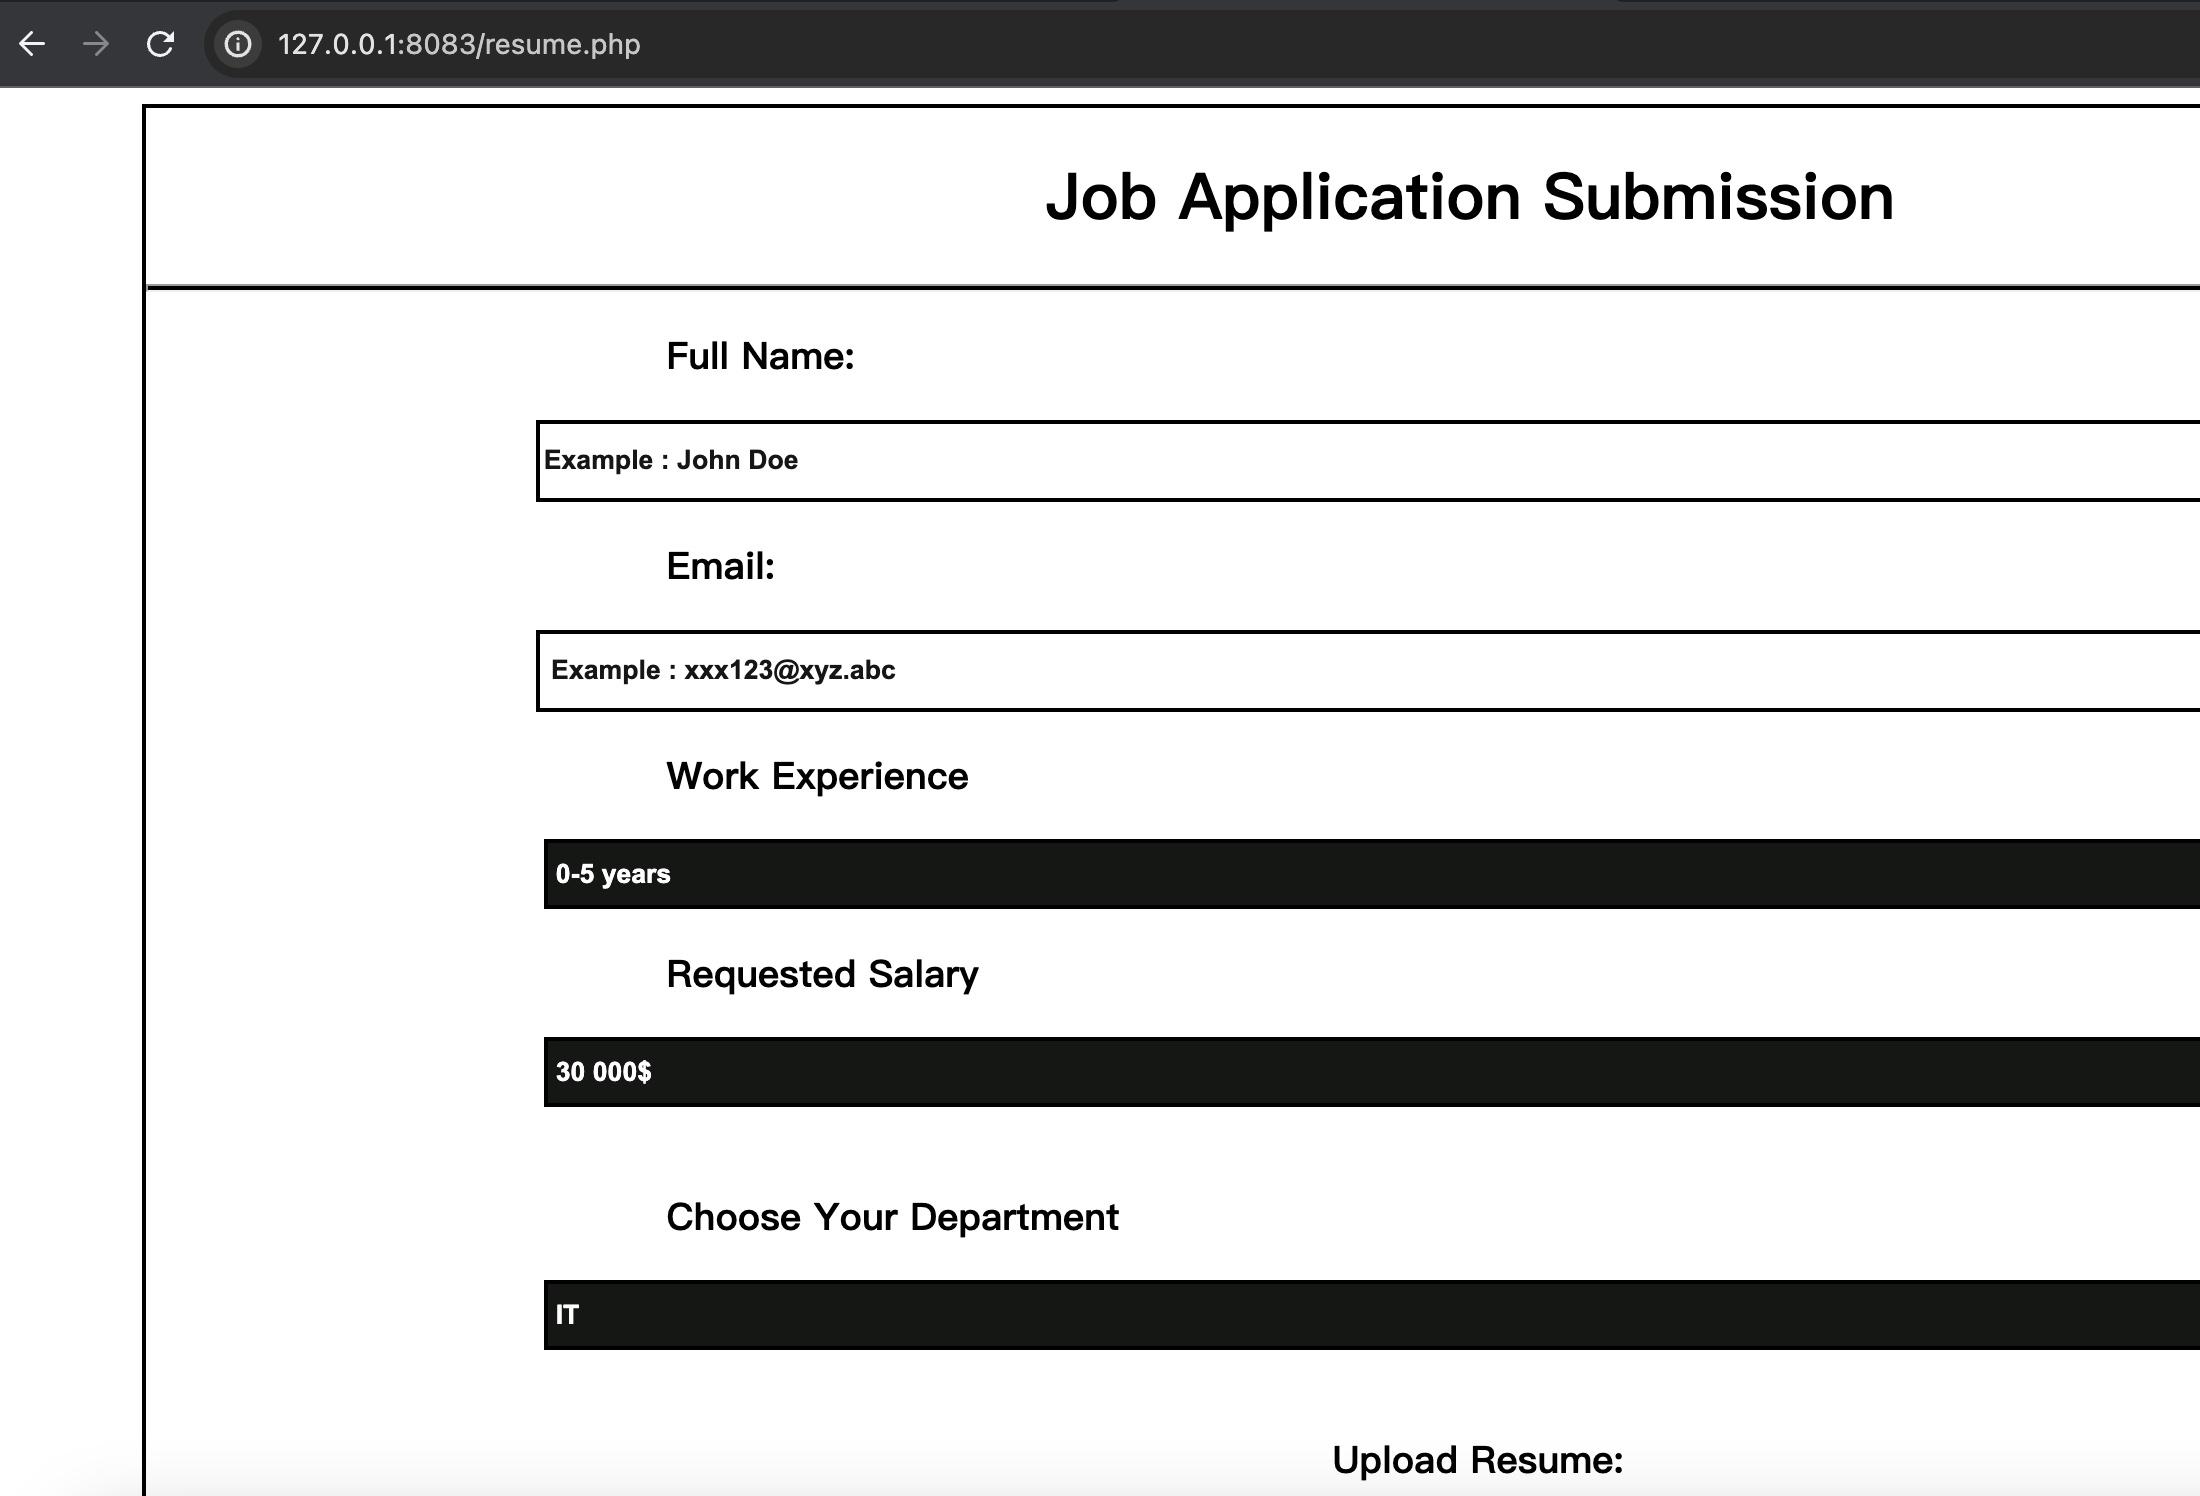 127.0.0.1:8083/resume.php
Job Application Submission
Full Name:
Example : John Doe
Email:
Example : xxx123@xyz.abc
Work Experience
0-5 years
Requested Salary
30 000$
Choose Your Department
IT
Upload Resume: